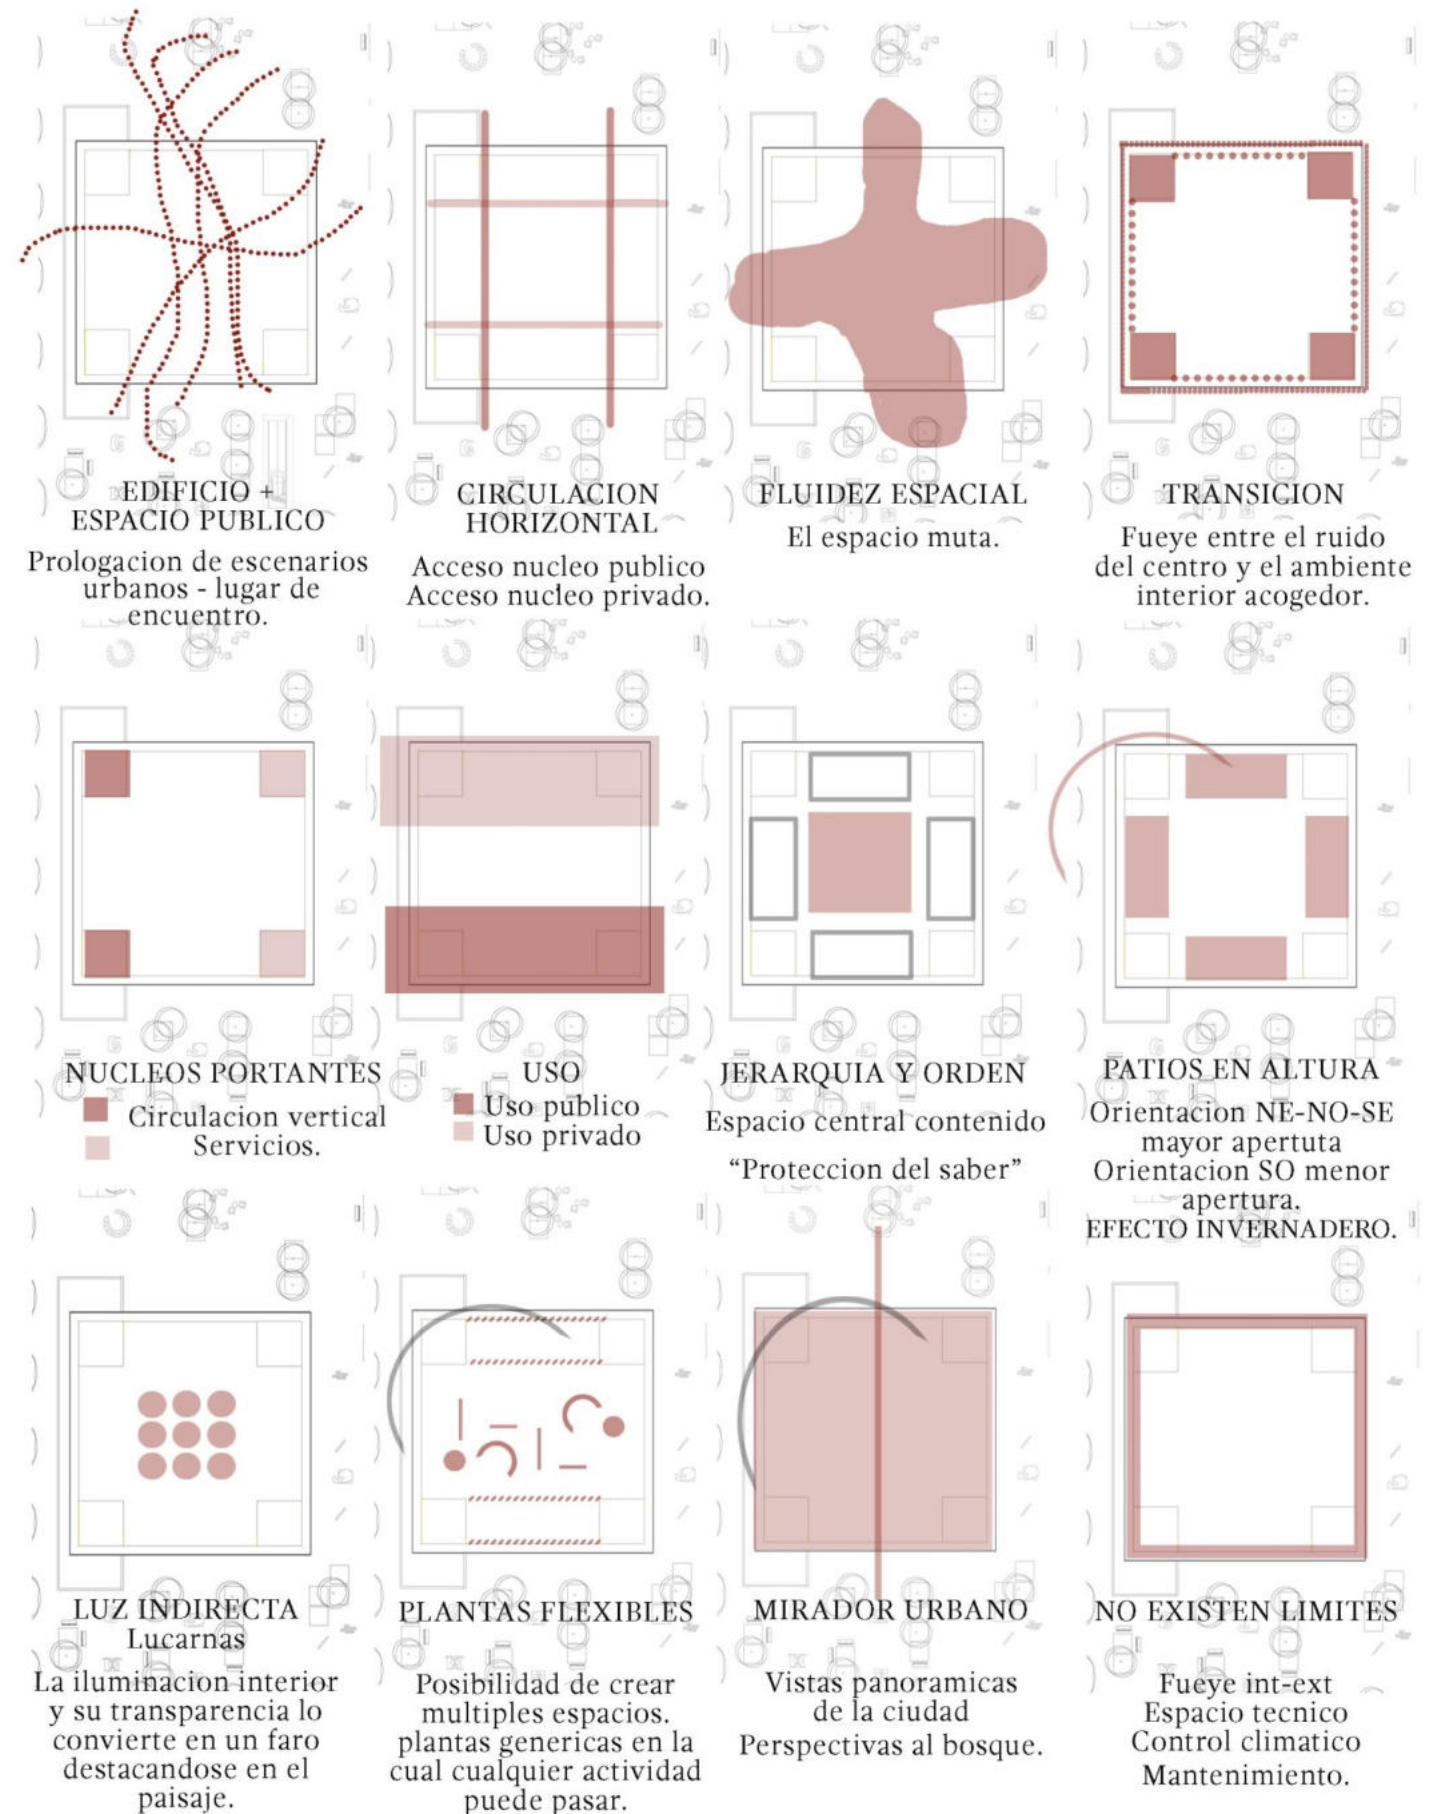 EDIFICIO +
ESPACIO PUBLICO
Prologacion de escenarios
urbanos - lugar de
encuentro.
CIRCULACION
HORIZONTAL
Acceso nucleo publico
Acceso nucleo privado.
FLUIDEZ ESPACIAL
El espacio muta.
TRANSICION
Fueye entre el ruido
del centro y el ambiente
interior acogedor.
NUCLEOS PORTANTES
Circulacion vertical
Servicios.
USO
Uso publico
Uso privado
JERARQUIA Y ORDEN
Espacio central contenido
“Proteccion del saber”
PATIOS EN ALTURA
Orientacion NE-NO-SE
mayor apertuta
Orientacion SO menor
apertura.
EFECTO INVERNADERO.
LUZ INDIRECTA
Lucarnas
La iluminacion interior
y su transparencia lo
convierte en un faro
destacandose en el
paisaje.
PLANTAS FLEXIBLES
Posibilidad de crear
multiples espacios.
plantas genericas en la
cual cualquier actividad
puede pasar.
MIRADOR URBANO
Vistas panoramicas
de la ciudad
Perspectivas al bosque.
NO EXISTEN LIMITES
Fueye int-ext
Espacio tecnico
Control climatico
Mantenimiento.